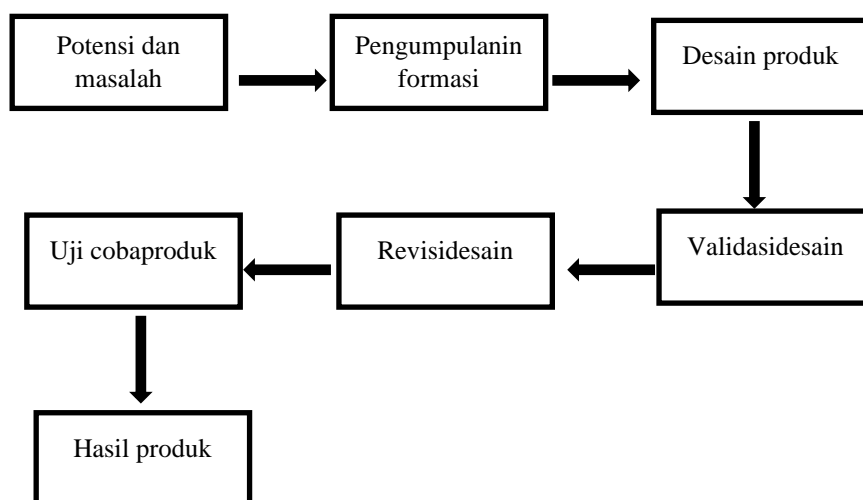 Potensi dan
masalah
Pengumpulanin
formasi
Desain produk
Validasidesain
Revisidesain
Uji cobaproduk
Hasil produk